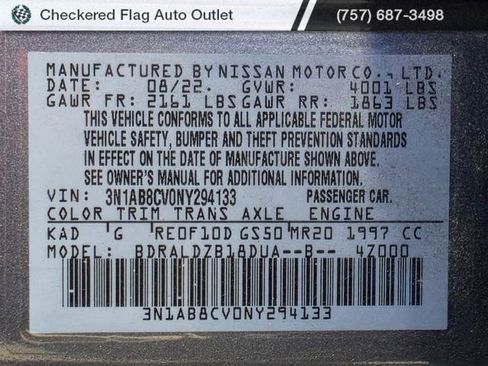 Checkered Flag Auto Outlet (757) 687-3498
MANUFACTURED BY NISSAN MOTOR CO., LTD.
DATE: 08/22. GVWR: 4001 LBS
GAWR FR: 2161 LBS GAWR RR: 1863 LBS
THIS VEHICLE CONFORMS TO ALL APPLICABLE FEDERAL MOTOR
VEHICLE SAFETY, BUMPER AND THEFT PREVENTION STANDARDS
IN EFFECT ON THE DATE OF MANUFACTURE SHOWN ABOVE.
SEE OWNER'S MANUAL FOR ADDITIONAL INFORMATION.
VIN: 3N1AB8CV0NY294133 PASSENGER CAR.
COLOR TRIM TRANS AXLE ENGINE
KAD G RE0F10D GS50 MR20 1997 CC
MODEL: BDRALDZB18DUA--B-- 4Z000
3N1AB8CV0NY294133